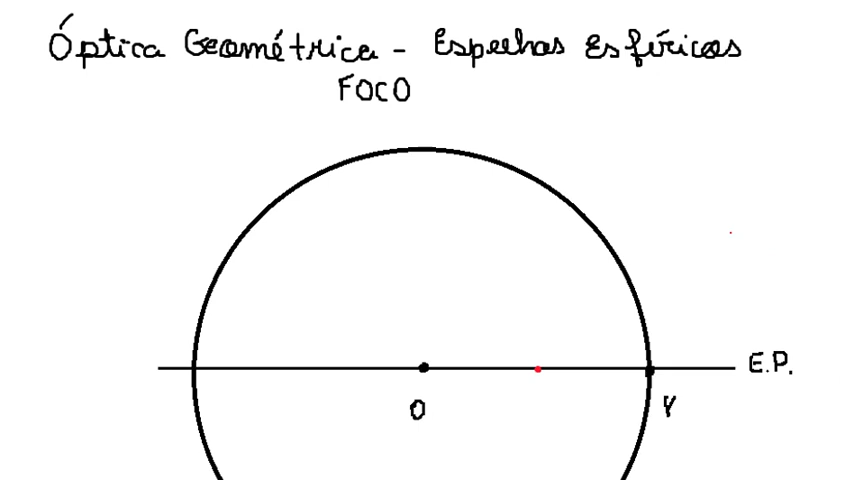 Óptica Geométrica - Espelhos Esféricos
FOCO
E.P.
O
V